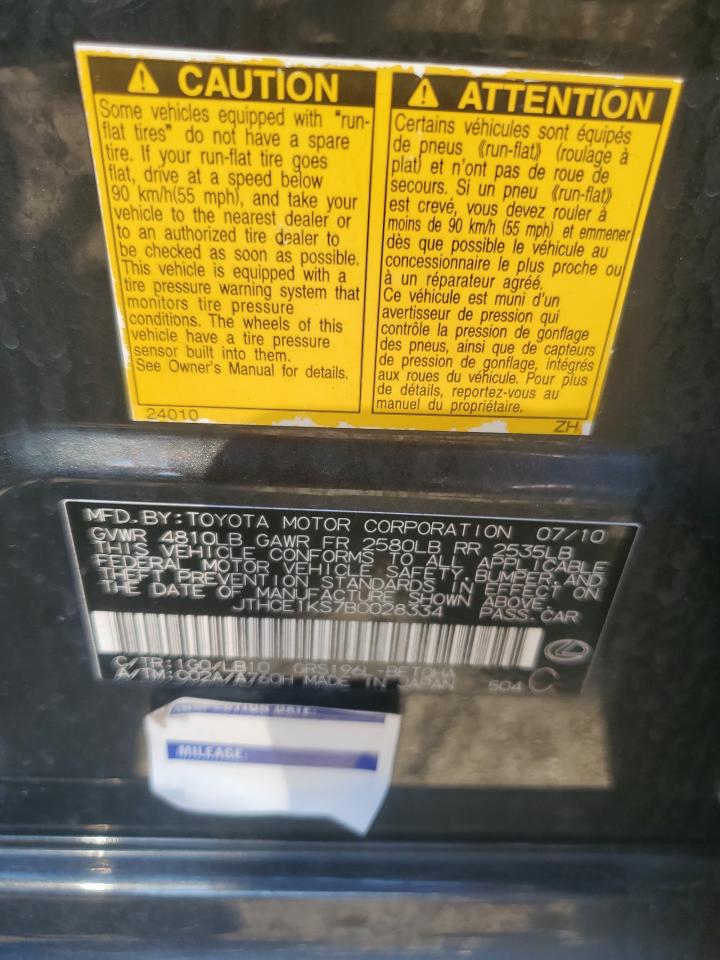 CAUTION
Some vehicles equipped with "run-
flat tires" do not have a spare
tire. If your run-flat tire goes
flat, drive at a speed below
90 km/h(55 mph), and take your
vehicle to the nearest dealer or
to an authorized tire dealer to
be checked as soon as possible.
This vehicle is equipped with a
tire pressure warning system that
monitors tire pressure
conditions. The wheels of this
vehicle have a tire pressure
sensor built into them.
See Owner's Manual for details.
24010
ATTENTION
Certains véhicules sont équipés
de pneus 《run-flat》 (roulage à
plat) et n'ont pas de roue de
secours. Si un pneu 《run-flat》
est crevé, vous devez rouler à
moins de 90 km/h (55 mph) et emmener
dès que possible le véhicule au
concessionnaire le plus proche ou
à un réparateur agréé.
Ce véhicule est muni d'un
avertisseur de pression qui
contrôle la pression de gonflage
des pneus, ainsi que de capteurs
de pression de gonflage, intégrés
aux roues du véhicule. Pour plus
de détails, reportez-vous au
manuel du propriétaire.
ZH
MFD.BY:TOYOTA MOTOR CORPORATION 07/10
GVWR 4810LB GAWR FR 2580LB RR 2535LB
THIS VEHICLE CONFORMS TO ALL APPLICABLE
FEDERAL MOTOR VEHICLE SAFETY,BUMPER,AND
THEFT PREVENTION STANDARDS IN EFFECT ON
THE DATE OF MANUFACTURE SHOWN ABOVE.
JTHCE1KS7B0028334 PASS.CAR
C/TR:1G0/LB10 GRS196L-BETQHA
A/TM:C02A/A760H MADE IN JAPAN 504 C
INSPECTION DATE:
MILEAGE: